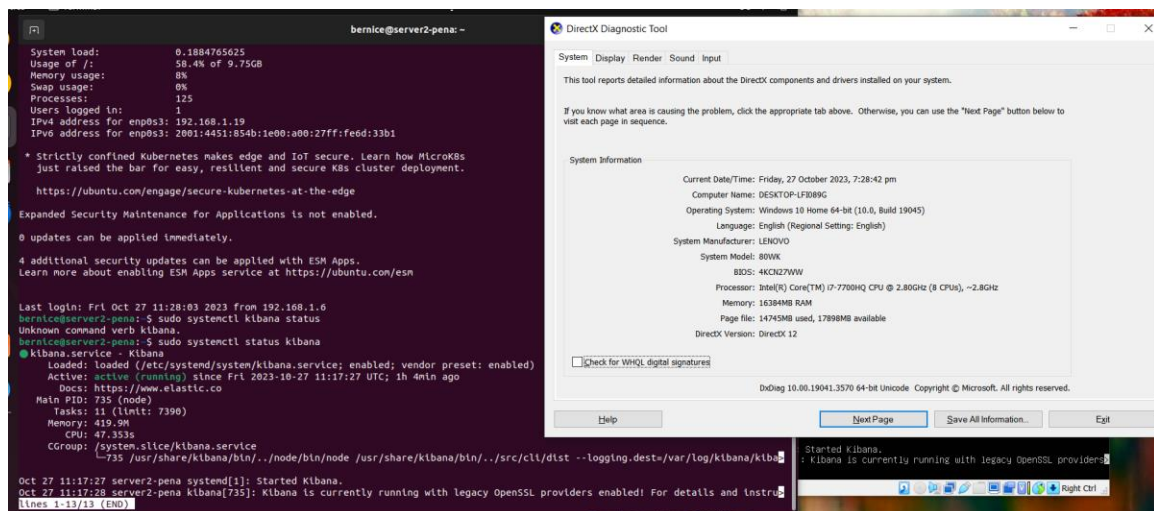 bernice@server2-pena: ~
System load: 0.1884765625
Usage of /: 58.4% of 9.75GB
Memory usage: 8%
Swap usage: 0%
Processes: 125
Users logged in: 1
IPv4 address for enp0s3: 192.168.1.19
IPv6 address for enp0s3: 2001:4451:854b:1e00:a00:27ff:fe6d:33b1
* Strictly confined Kubernetes makes edge and IoT secure. Learn how MicroK8s
just raised the bar for easy, resilient and secure K8s cluster deployment.
https://ubuntu.com/engage/secure-kubernetes-at-the-edge
Expanded Security Maintenance for Applications is not enabled.
0 updates can be applied immediately.
4 additional security updates can be applied with ESM Apps.
Learn more about enabling ESM Apps service at https://ubuntu.com/esm
Last login: Fri Oct 27 11:28:03 2023 from 192.168.1.6
bernice@server2-pena:~$ sudo systemctl kibana status
Unknown command verb kibana.
bernice@server2-pena:~$ sudo systemctl status kibana
● kibana.service - Kibana
Loaded: loaded (/etc/systemd/system/kibana.service; enabled; vendor preset: enabled)
Active: active (running) since Fri 2023-10-27 11:17:27 UTC; 1h 4min ago
Docs: https://www.elastic.co
Main PID: 735 (node)
Tasks: 11 (limit: 7390)
Memory: 419.9M
CPU: 47.353s
CGroup: /system.slice/kibana.service
└─735 /usr/share/kibana/bin/../node/bin/node /usr/share/kibana/bin/../src/cli/dist --logging.dest=/var/log/kibana/kiba>
Oct 27 11:17:27 server2-pena systemd[1]: Started Kibana.
Oct 27 11:17:28 server2-pena kibana[735]: Kibana is currently running with legacy OpenSSL providers enabled! For details and instru>
lines 1-13/13 (END)
DirectX Diagnostic Tool
System Display Render Sound Input
This tool reports detailed information about the DirectX components and drivers installed on your system.
If you know what area is causing the problem, click the appropriate tab above. Otherwise, you can use the "Next Page" button below to
visit each page in sequence.
System Information
Current Date/Time: Friday, 27 October 2023, 7:28:42 pm
Computer Name: DESKTOP-LFI089G
Operating System: Windows 10 Home 64-bit (10.0, Build 19045)
Language: English (Regional Setting: English)
System Manufacturer: LENOVO
System Model: 80WK
BIOS: 4KCN27WW
Processor: Intel(R) Core(TM) i7-7700HQ CPU @ 2.80GHz (8 CPUs), ~2.8GHz
Memory: 16384MB RAM
Page file: 14745MB used, 17898MB available
DirectX Version: DirectX 12
Check for WHQL digital signatures
DxDiag 10.00.19041.3570 64-bit Unicode Copyright © Microsoft. All rights reserved.
Help Next Page Save All Information... Exit
Started Kibana.
: Kibana is currently running with legacy OpenSSL providers>
Right Ctrl